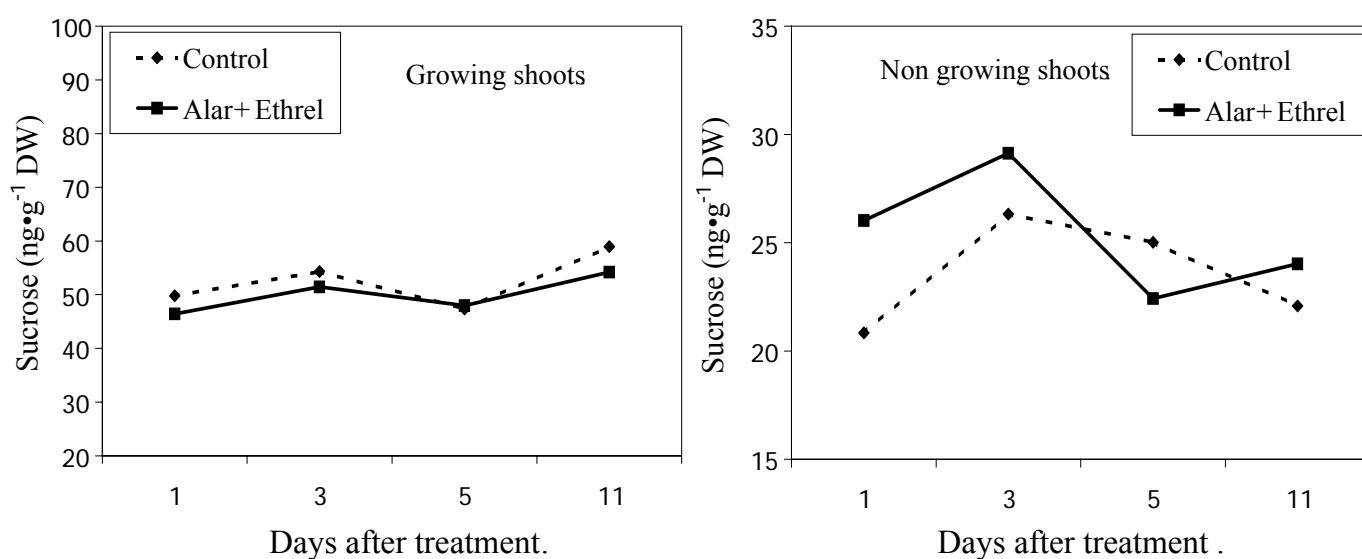 Control
Alar+ Ethrel
Growing shoots
Sucrose (ng•g-1 DW)
100
90
80
70
60
50
40
30
20
1 3 5 11
Days after treatment.
Control
Alar+ Ethrel
Non growing shoots
Sucrose (ng•g-1 DW)
35
30
25
20
15
1 3 5 11
Days after treatment .